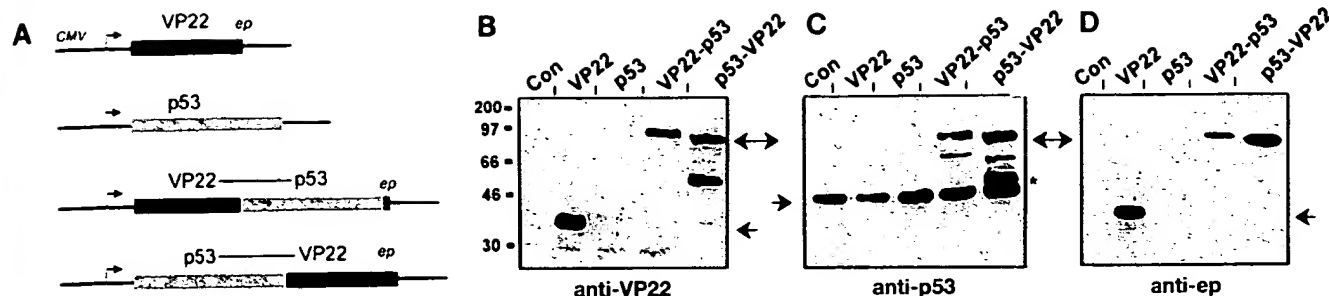 A
CMV
VP22
ep
p53
VP22 p53
ep
p53 VP22
ep
B
Con
VP22
p53
VP22-p53
p53-VP22
200
97
66
46
30
anti-VP22
C
Con
VP22
p53
VP22-p53
p53-VP22
*
anti-p53
D
Con
VP22
p53
VP22-p53
p53-VP22
anti-ep